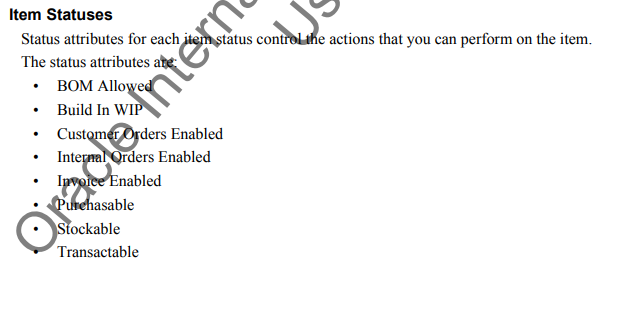 Item Statuses
Status attributes for each item status control the actions that you can perform on the item.
The status attributes are:
• BOM Allowed
• Build In WIP
• Customer Orders Enabled
• Internal Orders Enabled
• Invoice Enabled
• Purchasable
• Stockable
• Transactable
Oracle